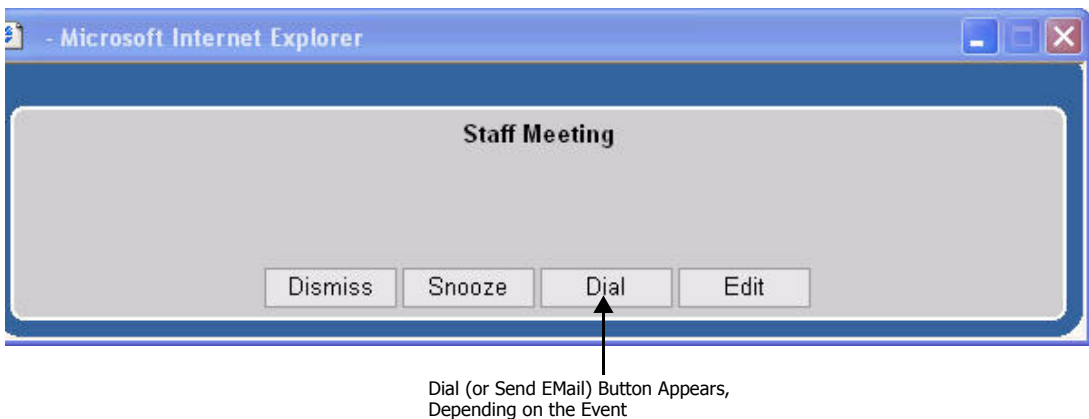 - Microsoft Internet Explorer
Staff Meeting
Dismiss Snooze Dial Edit
Dial (or Send EMail) Button Appears,
Depending on the Event